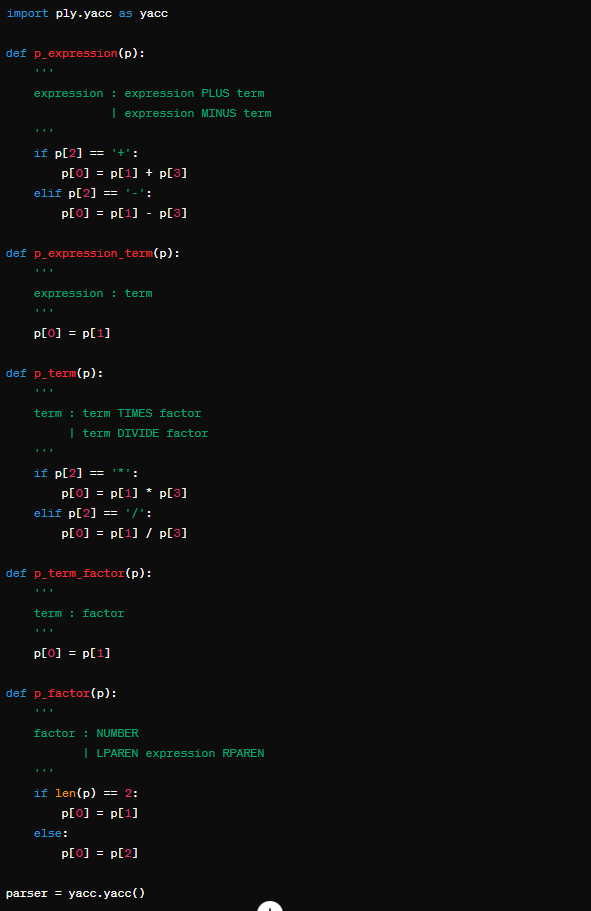 import ply.yacc as yacc

def p_expression(p):
    '''
    expression : expression PLUS term
               | expression MINUS term
    '''
    if p[2] == '+':
        p[0] = p[1] + p[3]
    elif p[2] == '-':
        p[0] = p[1] - p[3]

def p_expression_term(p):
    '''
    expression : term
    '''
    p[0] = p[1]

def p_term(p):
    '''
    term : term TIMES factor
         | term DIVIDE factor
    '''
    if p[2] == '*':
        p[0] = p[1] * p[3]
    elif p[2] == '/':
        p[0] = p[1] / p[3]

def p_term_factor(p):
    '''
    term : factor
    '''
    p[0] = p[1]

def p_factor(p):
    '''
    factor : NUMBER
           | LPAREN expression RPAREN
    '''
    if len(p) == 2:
        p[0] = p[1]
    else:
        p[0] = p[2]

parser = yacc.yacc()